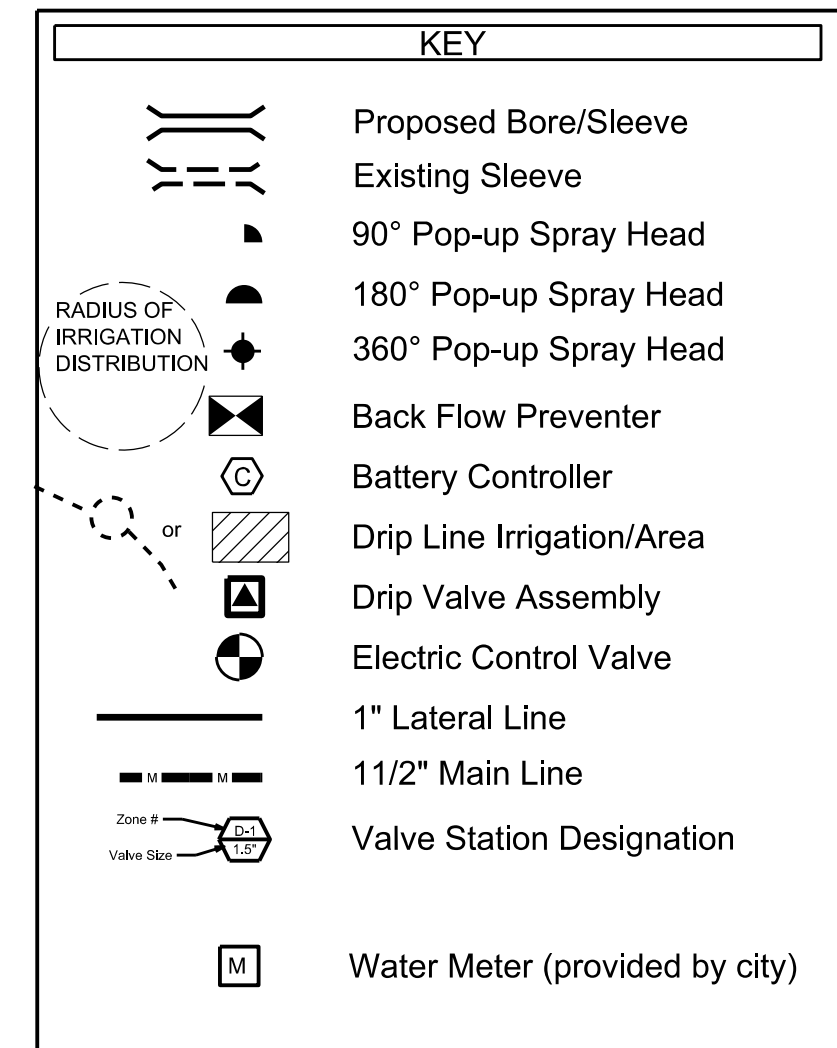 KEY
Proposed Bore/Sleeve
Existing Sleeve
90° Pop-up Spray Head
180° Pop-up Spray Head
RADIUS OF
IRRIGATION
DISTRIBUTION
360° Pop-up Spray Head
Back Flow Preventer
C
Battery Controller
or
Drip Line Irrigation/Area
Drip Valve Assembly
Electric Control Valve
1" Lateral Line
M M
11/2" Main Line
Zone #
D-1
Valve Size
1.5"
Valve Station Designation
M
Water Meter (provided by city)